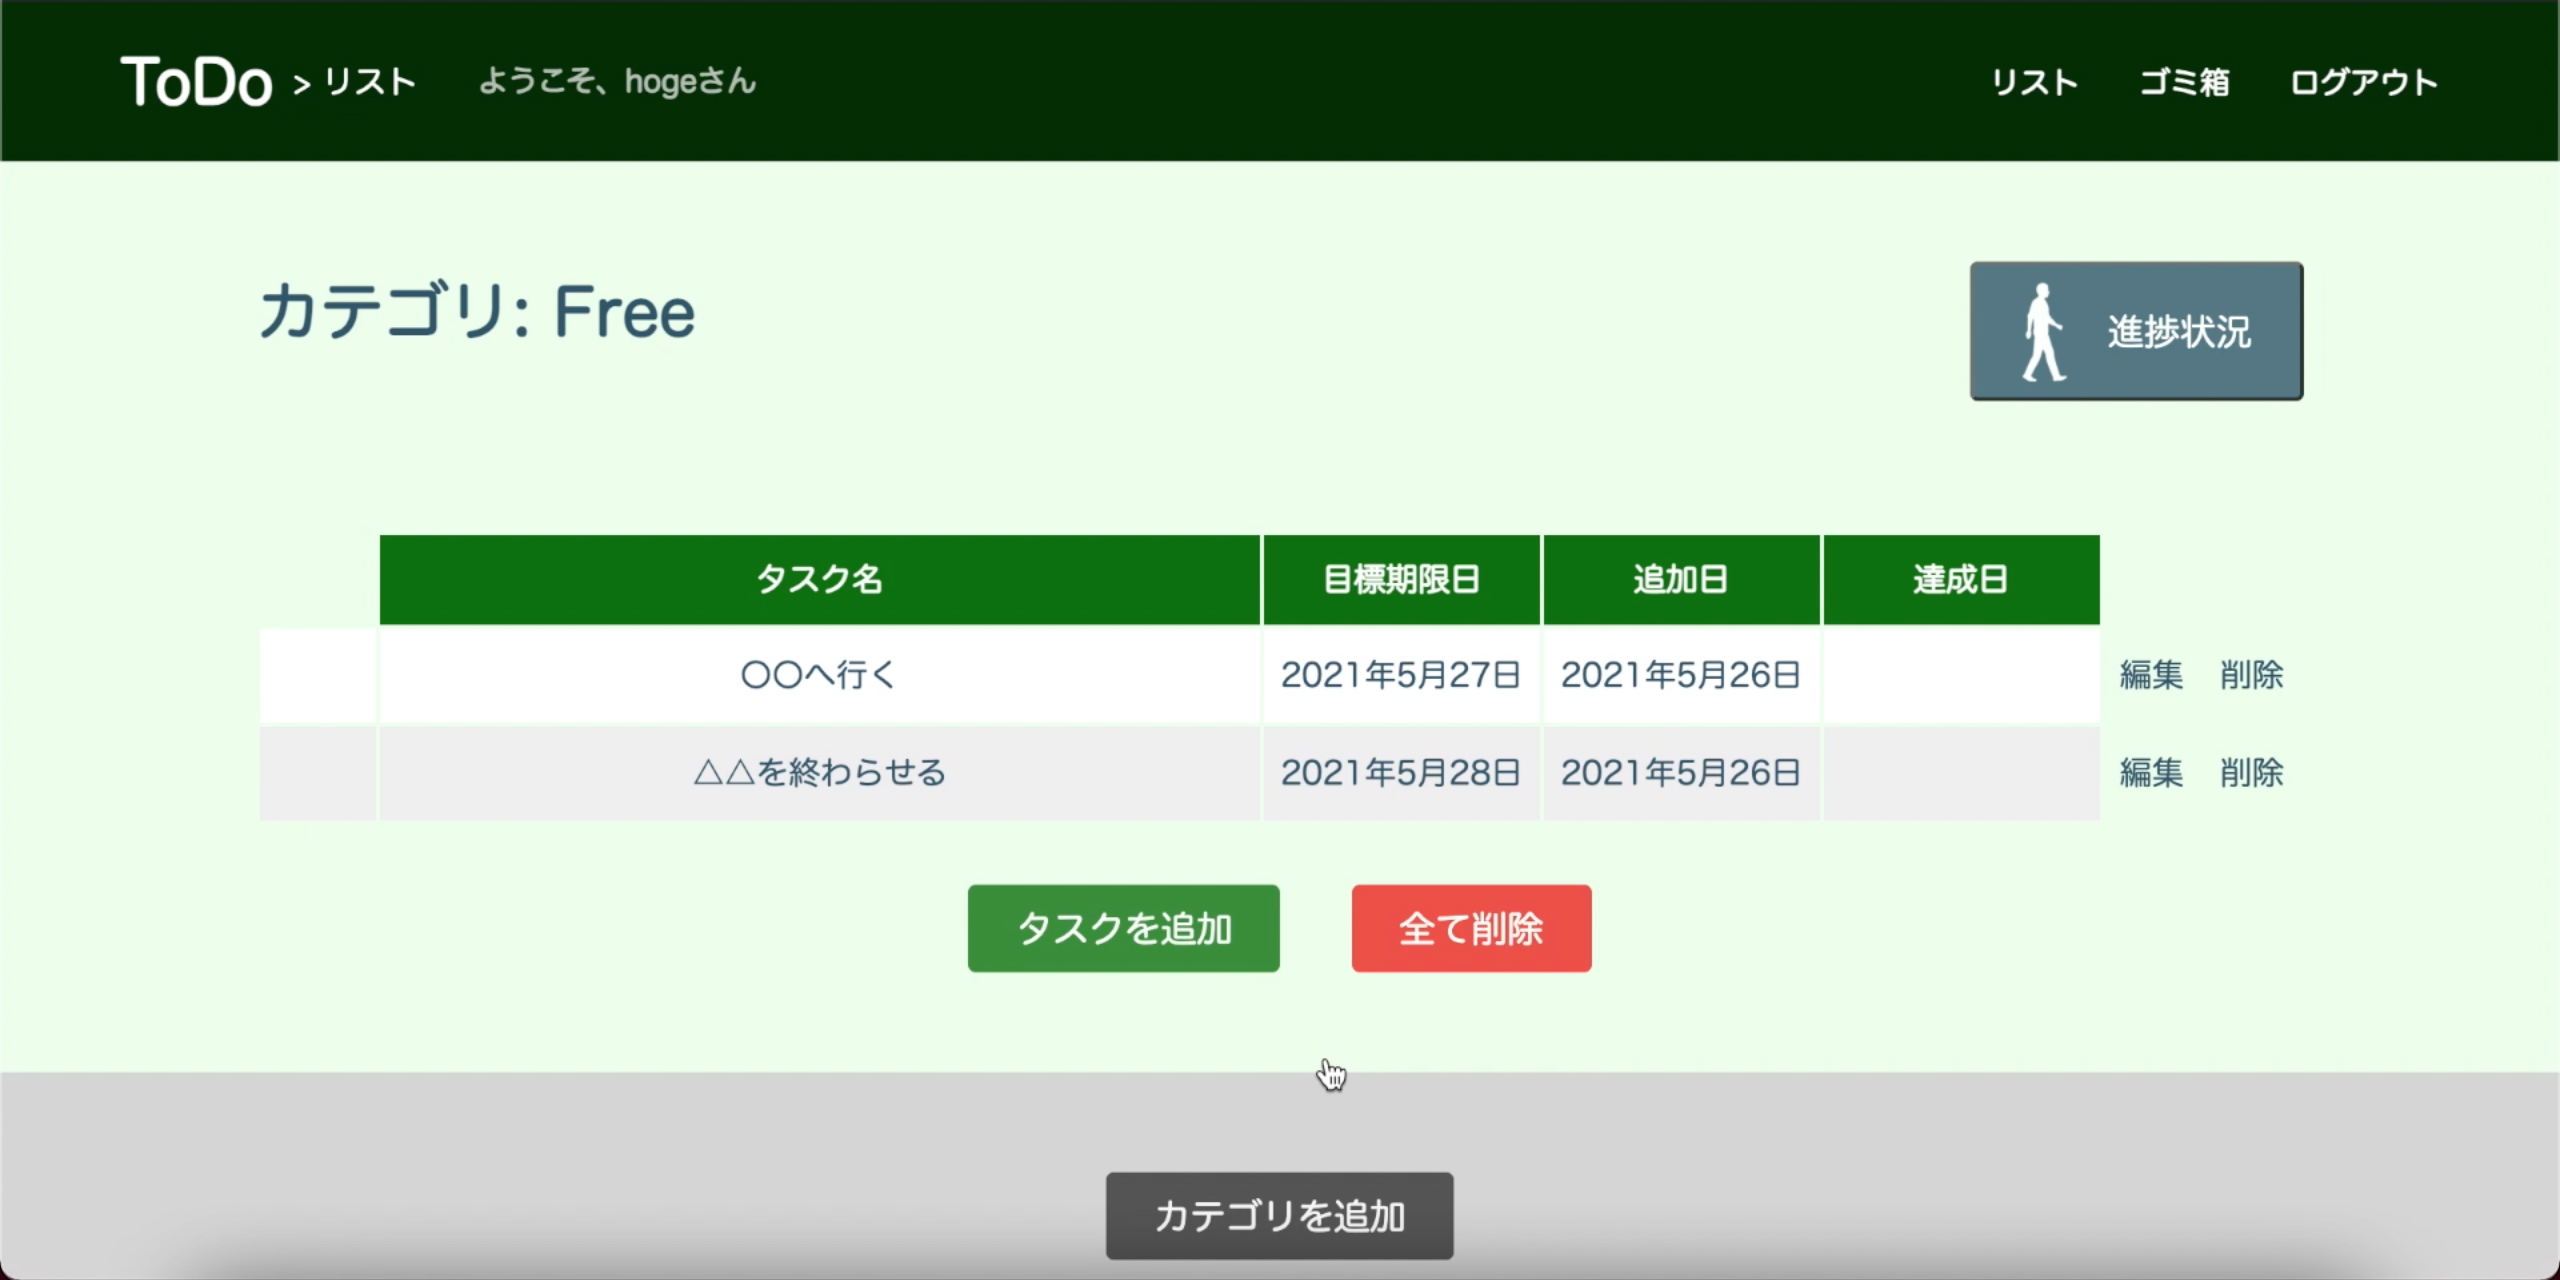 ToDo > リスト ようこそ、hogeさん リスト ゴミ箱 ログアウト
カテゴリ: Free
進捗状況
タスク名 目標期限日 追加日 達成日
〇〇へ行く 2021年5月27日 2021年5月26日 編集 削除
△△を終わらせる 2021年5月28日 2021年5月26日 編集 削除
タスクを追加 全て削除
カテゴリを追加